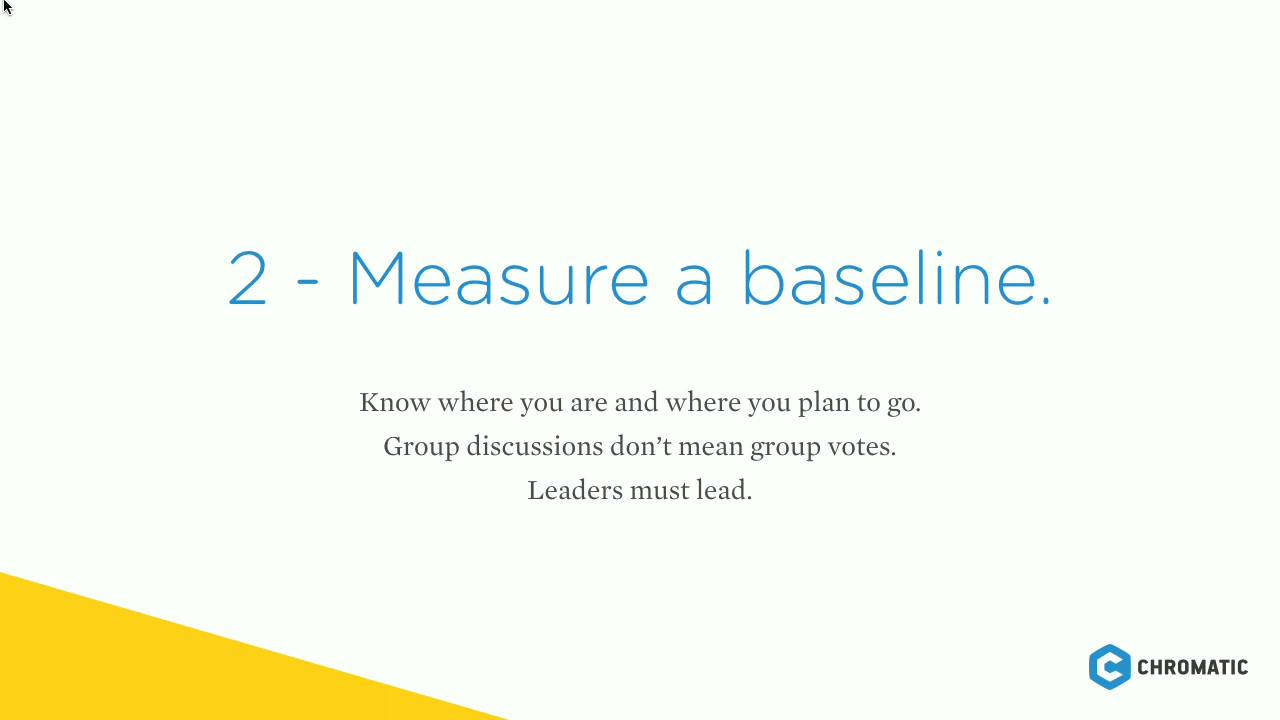 2 - Measure a baseline.
Know where you are and where you plan to go.
Group discussions don’t mean group votes.
Leaders must lead.
CHROMATIC